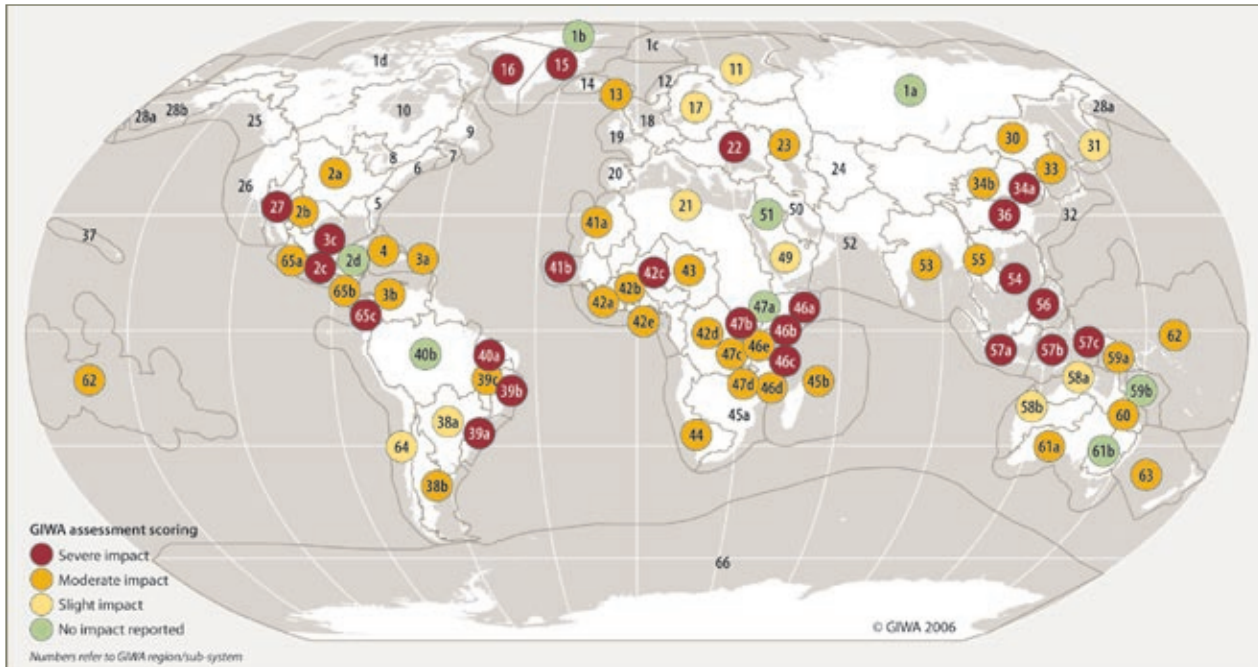 1b
1c
1d
16
15
14
12
11
1a
13
17
28a
28b
28a
25
10
9
18
19
22
23
30
31
8
7
6
20
24
33
2a
34b
34a
26
5
21
51
50
36
32
27
2b
41a
37
3c
4
52
65a
2c
2d
3a
41b
42c
43
49
53
55
54
65b
3b
42a
42b
47a
46a
56
65c
42e
42d
47b
46b
62
40b
40a
47c
46e
46c
57a
57b
57c
59a
62
39c
39b
47d
46d
45b
58a
59b
38a
45a
58b
60
64
39a
44
61a
61b
38b
63
GIWA assessment scoring
Severe impact
Moderate impact
66
Slight impact
No impact reported
© GIWA 2006
Numbers refer to GIWA region/sub-system